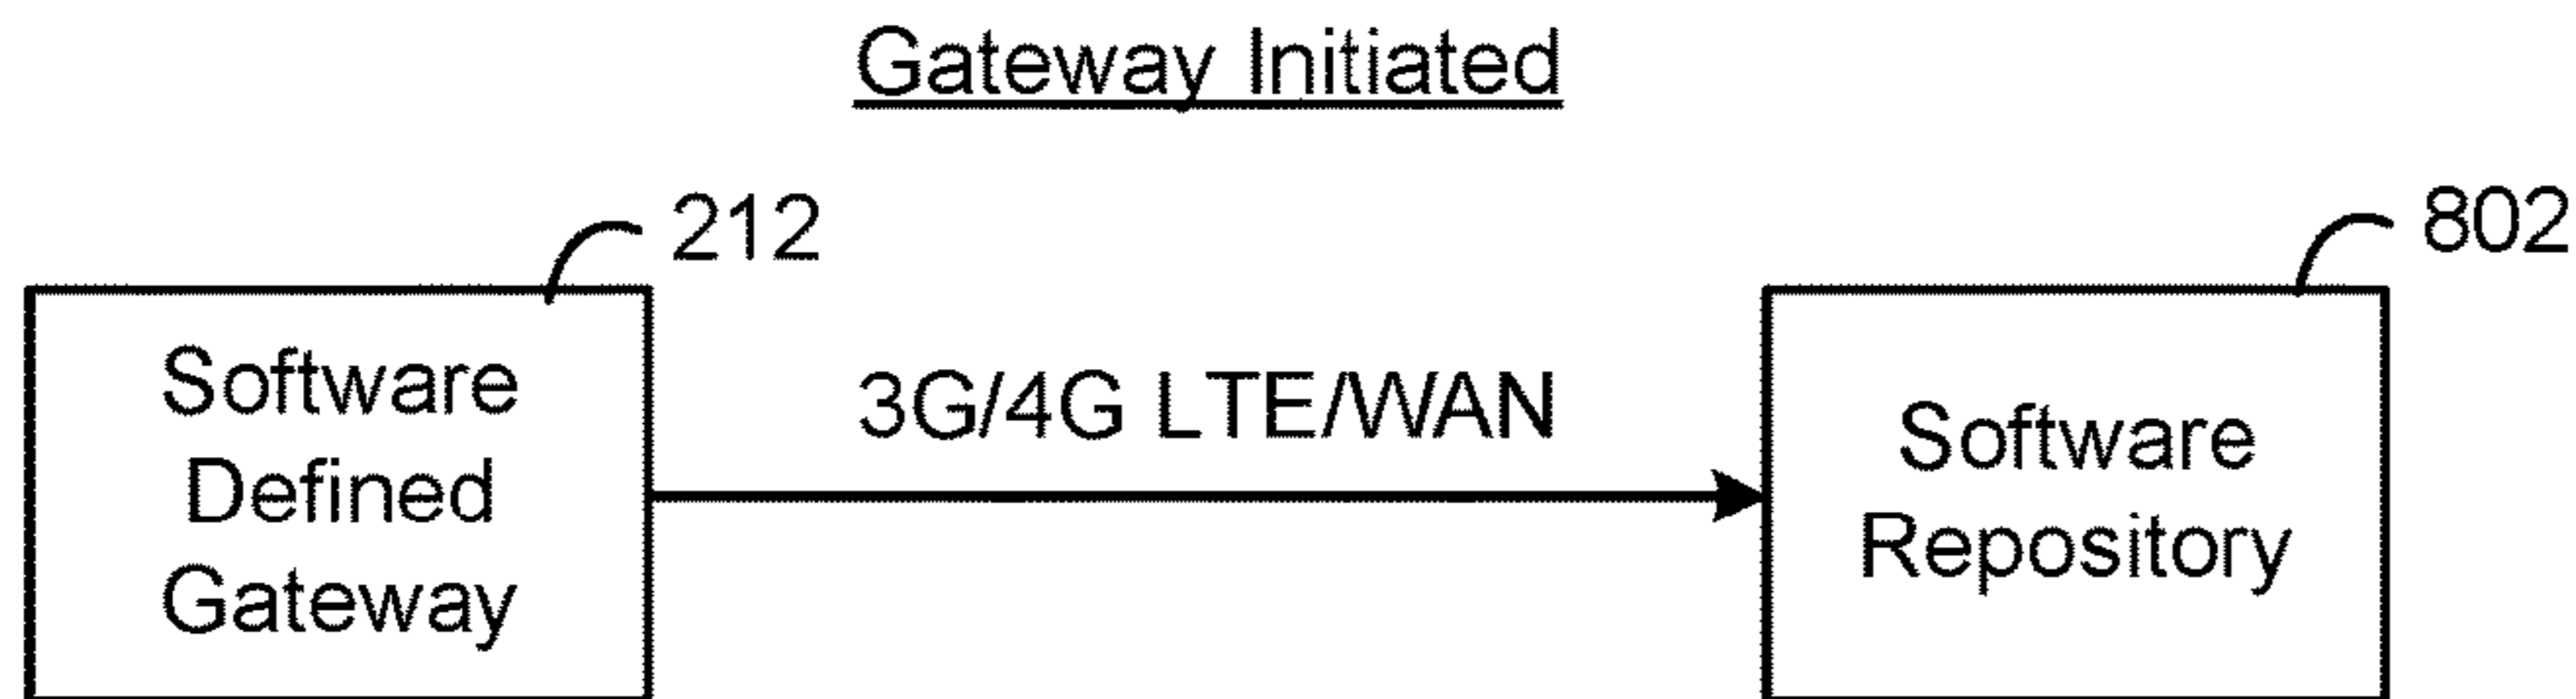 Gateway Initiated
212
802
Software
Defined
Gateway
3G/4G LTE/WAN
Software
Repository